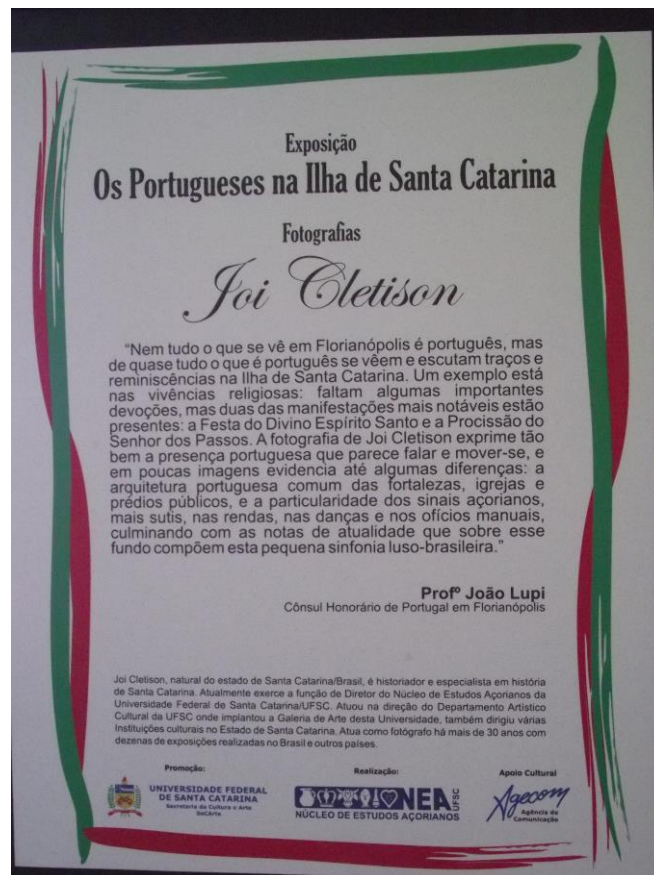 Exposição
Os Portugueses na Ilha de Santa Catarina
Fotografias
Joi Cletison
"Nem tudo o que se vê em Florianópolis é português, mas
de quase tudo o que é português se vêem e escutam traços e
reminiscências na Ilha de Santa Catarina. Um exemplo está
nas vivências religiosas: faltam algumas importantes
devoções, mas duas das manifestações mais notáveis estão
presentes: a Festa do Divino Espírito Santo e a Procissão do
Senhor dos Passos. A fotografia de Joi Cletison exprime tão
bem a presença portuguesa que parece falar e mover-se, e
em poucas imagens evidencia até algumas diferenças: a
arquitetura portuguesa comum das fortalezas, igrejas e
prédios públicos, e a particularidade dos sinais açorianos,
mais sutis, nas rendas, nas danças e nos ofícios manuais,
culminando com as notas de atualidade que sobre esse
fundo compõem esta pequena sinfonia luso-brasileira."
Profº João Lupi
Cônsul Honorário de Portugal em Florianópolis
Joi Cletison, natural do estado de Santa Catarina/Brasil, é historiador e especialista em história
de Santa Catarina. Atualmente exerce a função de Diretor do Núcleo de Estudos Açorianos da
Universidade Federal de Santa Catarina/UFSC. Atuou na direção do Departamento Artístico
Cultural da UFSC onde implantou a Galeria de Arte desta Universidade, também dirigiu várias
Instituições culturais no Estado de Santa Catarina. Atua como fotógrafo há mais de 30 anos com
dezenas de exposições realizadas no Brasil e outros países.
Promoção:
UNIVERSIDADE FEDERAL
DE SANTA CATARINA
Secretaria de Cultura e Arte
SeCArte
Realização:
NEA
UFSC
NÚCLEO DE ESTUDOS AÇORIANOS
Apoio Cultural
Agecom
Agência de
Comunicação